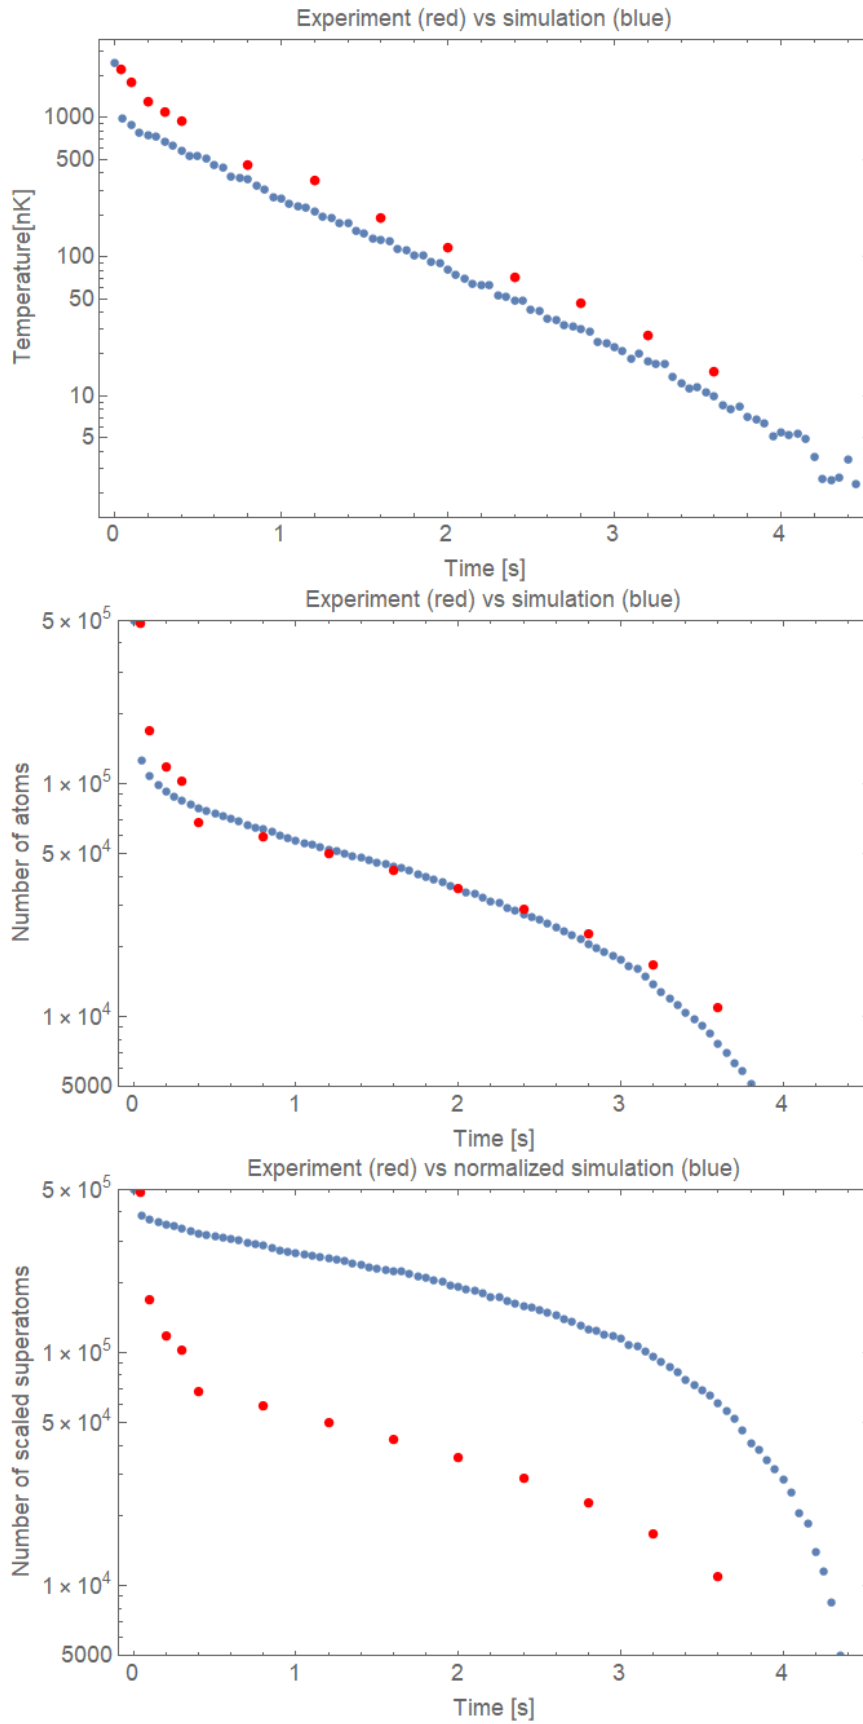 Experiment (red) vs simulation (blue)
Temperature[nK]
1000
500
100
50
10
5
0 1 2 3 4
Time [s]
Experiment (red) vs simulation (blue)
Number of atoms
5 × 10^5
1 × 10^5
5 × 10^4
1 × 10^4
5000
0 1 2 3 4
Time [s]
Experiment (red) vs normalized simulation (blue)
Number of scaled superatoms
5 × 10^5
1 × 10^5
5 × 10^4
1 × 10^4
5000
0 1 2 3 4
Time [s]